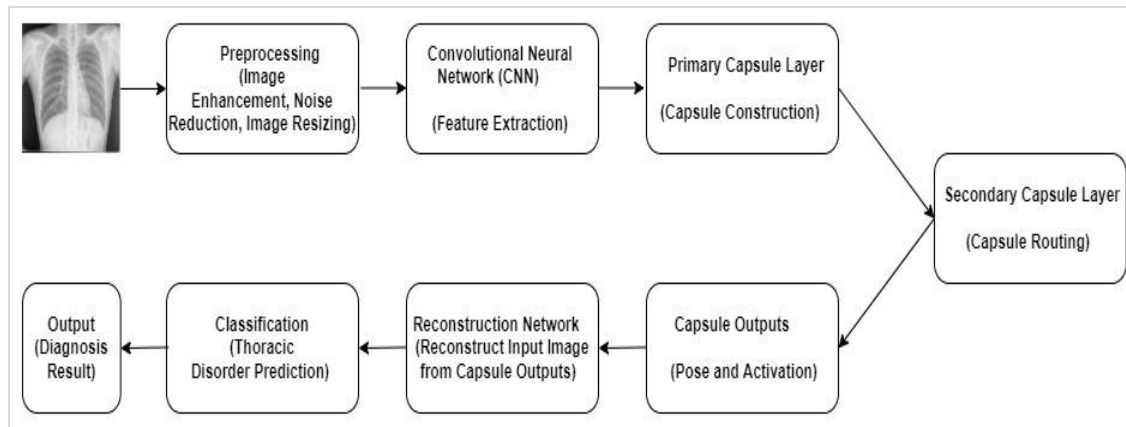 Preprocessing
(Image
Enhancement, Noise
Reduction, Image Resizing)
Convolutional Neural
Network (CNN)
(Feature Extraction)
Primary Capsule Layer
(Capsule Construction)
Secondary Capsule Layer
(Capsule Routing)
Capsule Outputs
(Pose and Activation)
Reconstruction Network
(Reconstruct Input Image
from Capsule Outputs)
Classification
(Thoracic
Disorder Prediction)
Output
(Diagnosis
Result)